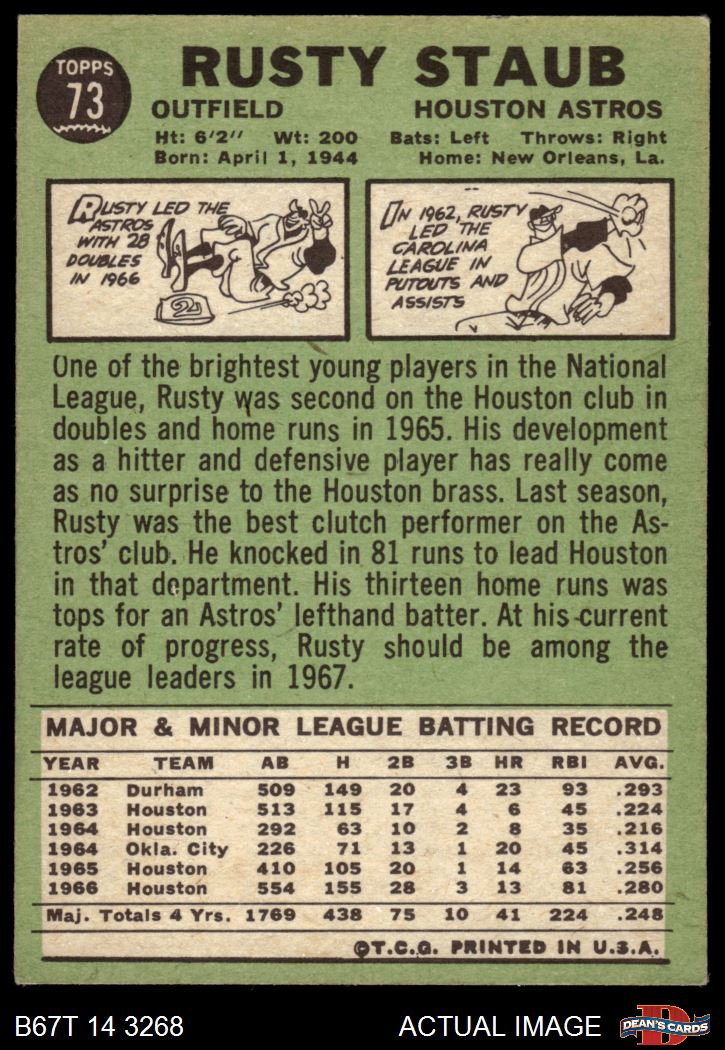 TOPPS
73
RUSTY STAUB
OUTFIELD HOUSTON ASTROS
Ht: 6'2" Wt: 200 Bats: Left Throws: Right
Born: April 1, 1944 Home: New Orleans, La.
RUSTY LED THE
ASTROS
WITH 28
DOUBLES
IN 1966
2
IN 1962, RUSTY
LED THE
CAROLINA
LEAGUE IN
PUTOUTS AND
ASSISTS
One of the brightest young players in the National
League, Rusty was second on the Houston club in
doubles and home runs in 1965. His development
as a hitter and defensive player has really come
as no surprise to the Houston brass. Last season,
Rusty was the best clutch performer on the As-
tros' club. He knocked in 81 runs to lead Houston
in that department. His thirteen home runs was
tops for an Astros' lefthand batter. At his current
rate of progress, Rusty should be among the
league leaders in 1967.
MAJOR & MINOR LEAGUE BATTING RECORD
YEAR TEAM AB H 2B 3B HR RBI AVG.
1962 Durham 509 149 20 4 23 93 .293
1963 Houston 513 115 17 4 6 45 .224
1964 Houston 292 63 10 2 8 35 .216
1964 Okla. City 226 71 13 1 20 45 .314
1965 Houston 410 105 20 1 14 63 .256
1966 Houston 554 155 28 3 13 81 .280
Maj. Totals 4 Yrs. 1769 438 75 10 41 224 .248
©T.C.G. PRINTED IN U.S.A.
B67T 14 3268 ACTUAL IMAGE D DEAN'S CARDS